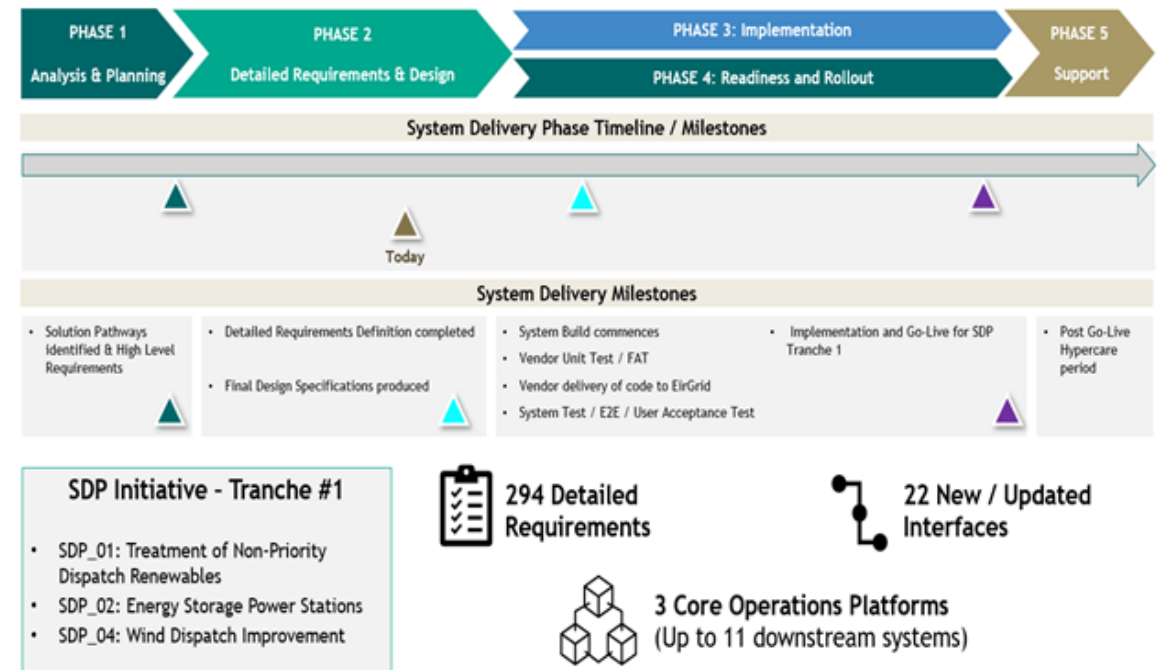 PHASE 1
Analysis & Planning
PHASE 2
Detailed Requirements & Design
PHASE 3: Implementation
PHASE 4: Readiness and Rollout
PHASE 5
Support
System Delivery Phase Timeline / Milestones
Today
System Delivery Milestones
• Solution Pathways
identified & High Level
Requirements
• Detailed Requirements Definition completed
• Final Design Specifications produced
• System Build commences
• Vendor Unit Test / FAT
• Vendor delivery of code to EirGrid
• System Test / E2E / User Acceptance Test
• Implementation and Go-Live for SDP
Tranche 1
• Post Go-Live
Hypercare
period
SDP Initiative - Tranche #1
• SDP_01: Treatment of Non-Priority
Dispatch Renewables
• SDP_02: Energy Storage Power Stations
• SDP_04: Wind Dispatch Improvement
294 Detailed
Requirements
22 New / Updated
Interfaces
3 Core Operations Platforms
(Up to 11 downstream systems)